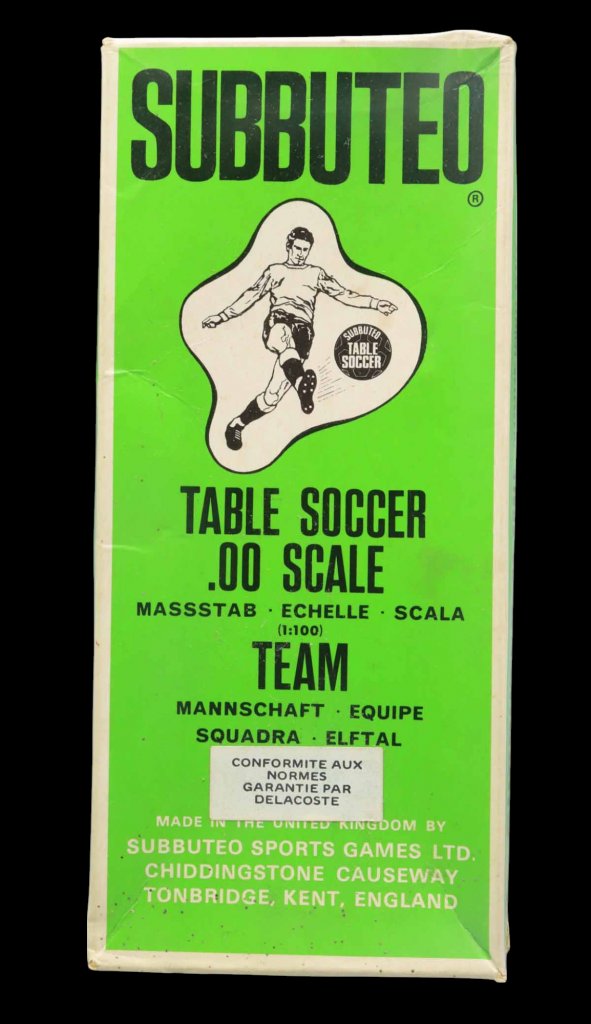 SUBBUTEO
®
SUBBUTEO
TABLE
SOCCER
TABLE SOCCER
.00 SCALE
MASSSTAB · ECHELLE · SCALA
(1:100)
TEAM
MANNSCHAFT · EQUIPE
SQUADRA · ELFTAL
CONFORMITE AUX
NORMES
GARANTIE PAR
DELACOSTE
MADE IN THE UNITED KINGDOM BY
SUBBUTEO SPORTS GAMES LTD.
CHIDDINGSTONE CAUSEWAY
TONBRIDGE, KENT, ENGLAND